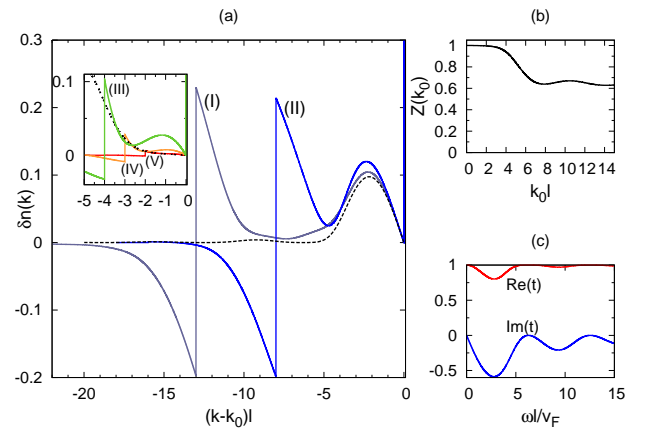 (a)
0.3
0.2
0.1
0
-0.1
-0.2
δn(k)
-20 -15 -10 -5 0
(k-k₀)l
(I)
(II)
0.1
0
(III)
(IV)
(V)
-5 -4 -3 -2 -1 0
(b)
1
0.8
0.6
0.4
0.2
0
Z(k₀)
0 2 4 6 8 10 12 14
k₀l
(c)
1
0.5
0
-0.5
Re(t)
Im(t)
0 5 10 15
ωl/v_F